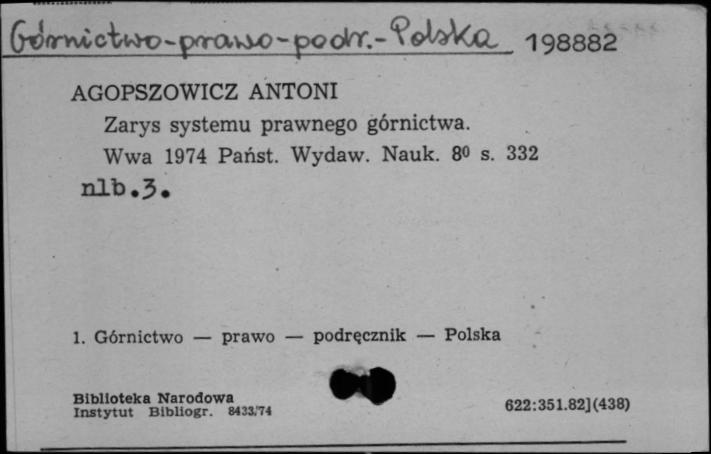 Górnictwo-prawo-podr.-Polska 198882
AGOPSZOWICZ ANTONI
Zarys systemu prawnego górnictwa.
Wwa 1974 Państ. Wydaw. Nauk. 8⁰ s. 332
nlb.3.
1. Górnictwo — prawo — podręcznik — Polska
Biblioteka Narodowa
Instytut Bibliogr. 8433/74
622:351.82](438)